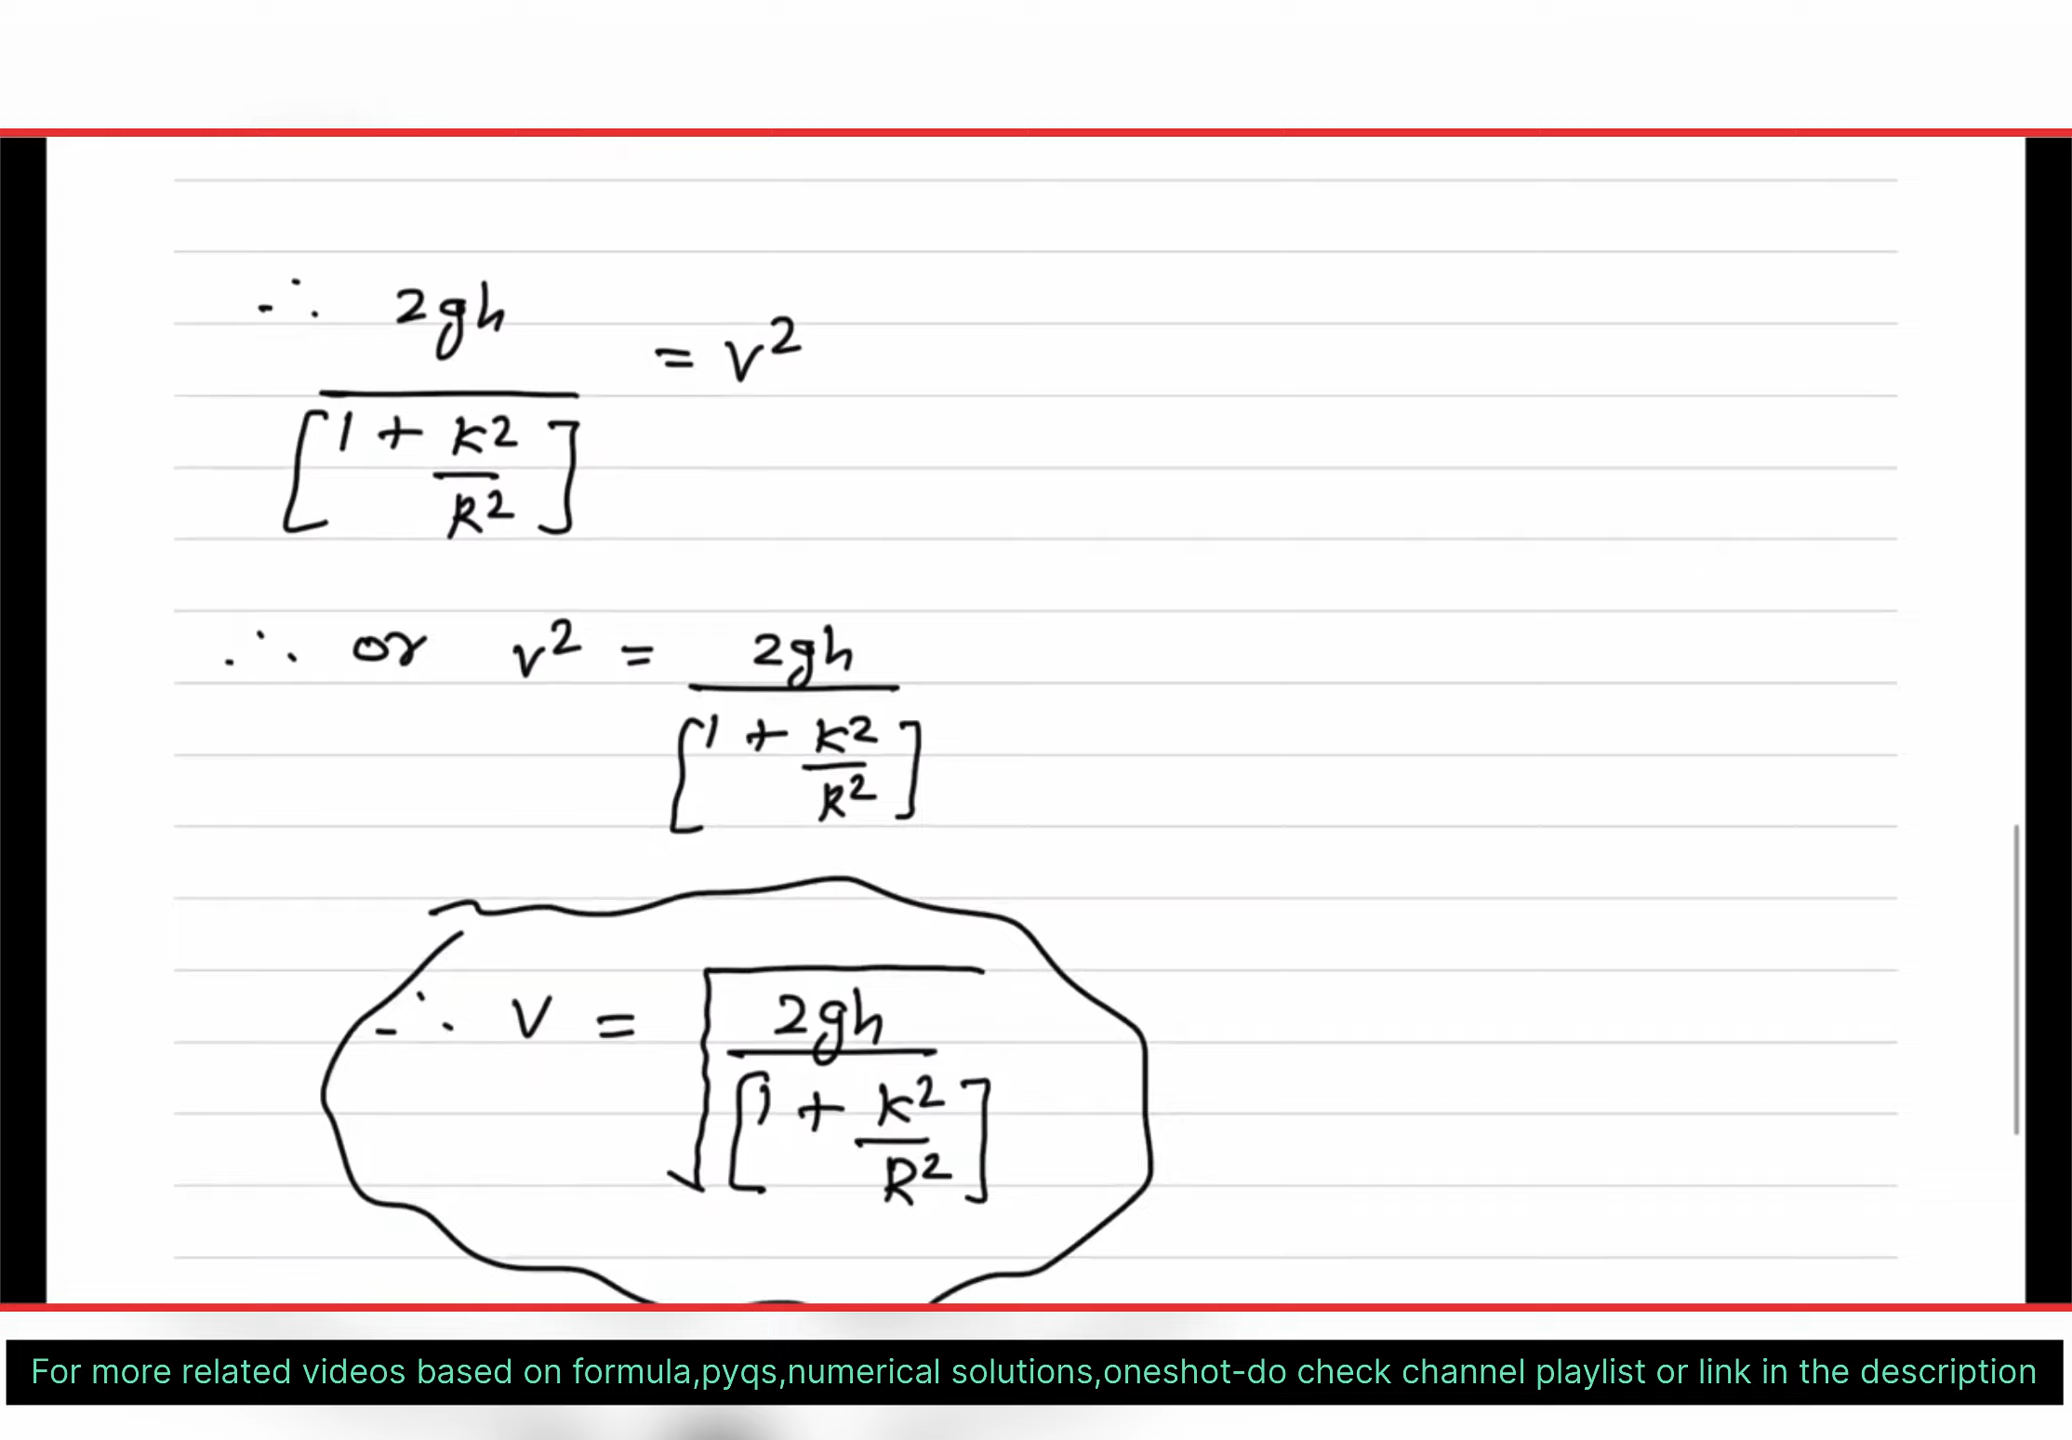 ∴ 2gh / [1 + K²/R²] = v²
∴ or v² = 2gh / [1 + K²/R²]
∴ V = √(2gh / [1 + K²/R²])
For more related videos based on formula,pyqs,numerical solutions,oneshot-do check channel playlist or link in the description